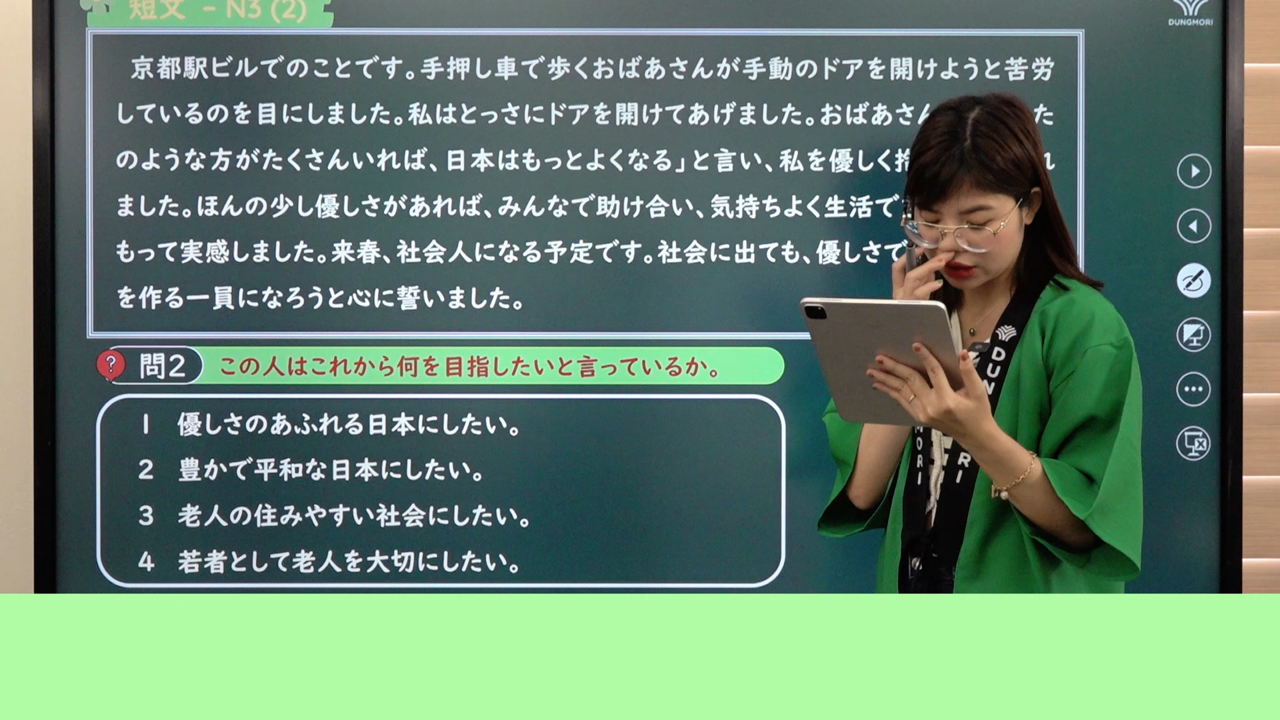 短文 - N3 (2)
DUNGMORI
京都駅ビルでのことです。手押し車で歩くおばあさんが手動のドアを開けようと苦労
しているのを目にしました。私はとっさにドアを開けてあげました。おばあさん た
のような方がたくさんいれば、日本はもっとよくなる」と言い、私を優しく れ
ました。ほんの少し優しさがあれば、みんなで助け合い、気持ちよく生活で
もって実感しました。来春、社会人になる予定です。社会に出ても、優しさで
を作る一員になろうと心に誓いました。
? 問2 この人はこれから何を目指したいと言っているか。
1 優しさのあふれる日本にしたい。
2 豊かで平和な日本にしたい。
3 老人の住みやすい社会にしたい。
4 若者として老人を大切にしたい。
DUN
MORI
RI